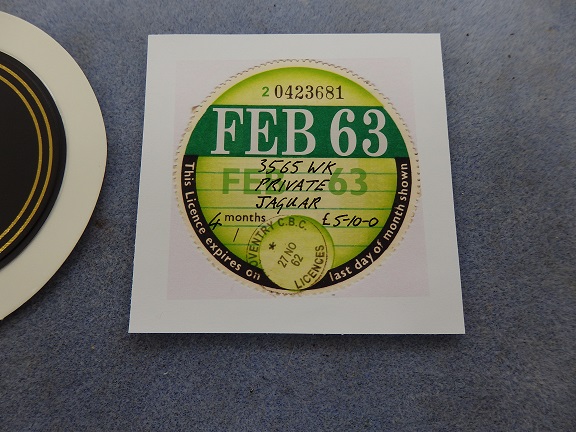 2 0423681
FEB 63
3565 WK
FEB 63
PRIVATE
JAGUAR
4 months £5-10-0
1
This Licence expires on last day of month shown
COVENTRY C.B.C.
*
27 NO
62
LICENCES